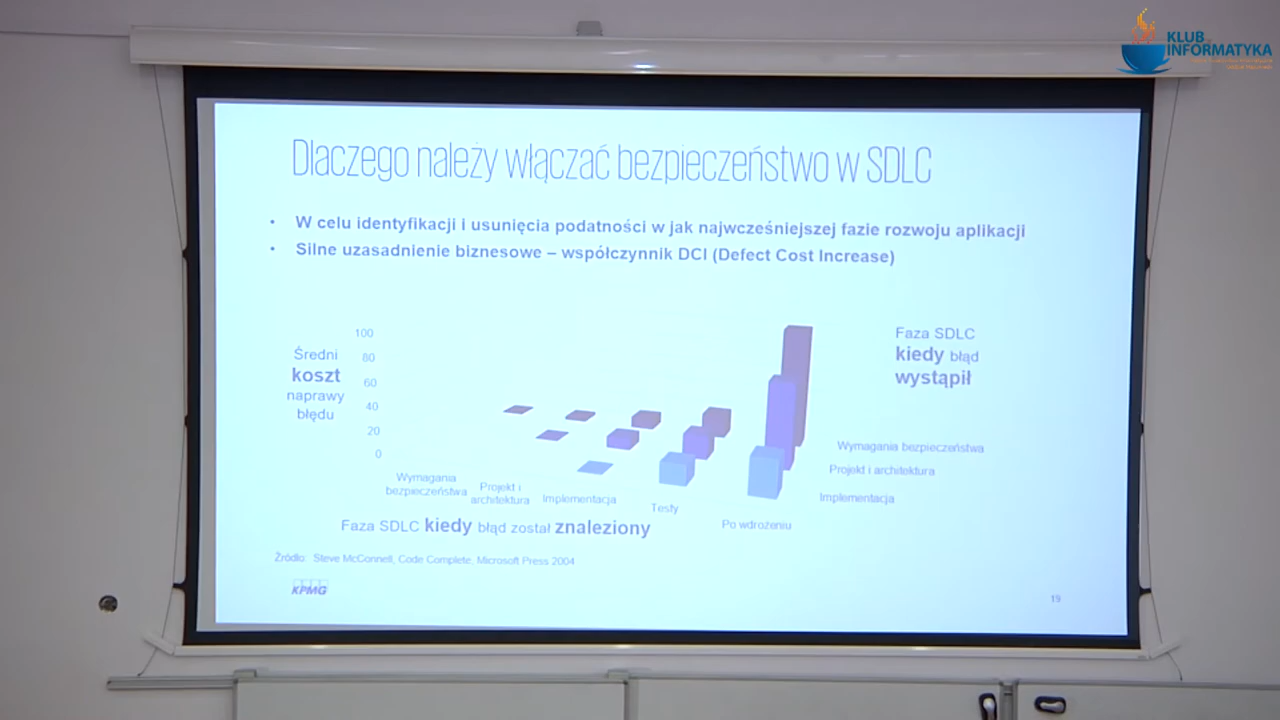 KLUB
INFORMATYKA
Dlaczego należy włączać bezpieczeństwo w SDLC
• W celu identyfikacji i usunięcia podatności w jak najwcześniejszej fazie rozwoju aplikacji
• Silne uzasadnienie biznesowe – współczynnik DCI (Defect Cost Increase)
Średni
koszt
naprawy
błędu
100
80
60
40
20
0
Faza SDLC
kiedy błąd
wystąpił
Wymagania bezpieczeństwa
Projekt i architektura
Implementacja
Wymagania
bezpieczeństwa
Projekt i
architektura
Implementacja
Testy
Po wdrożeniu
Faza SDLC kiedy błąd został znaleziony
Źródło: Steve McConnell, Code Complete, Microsoft Press 2004
KPMG
19